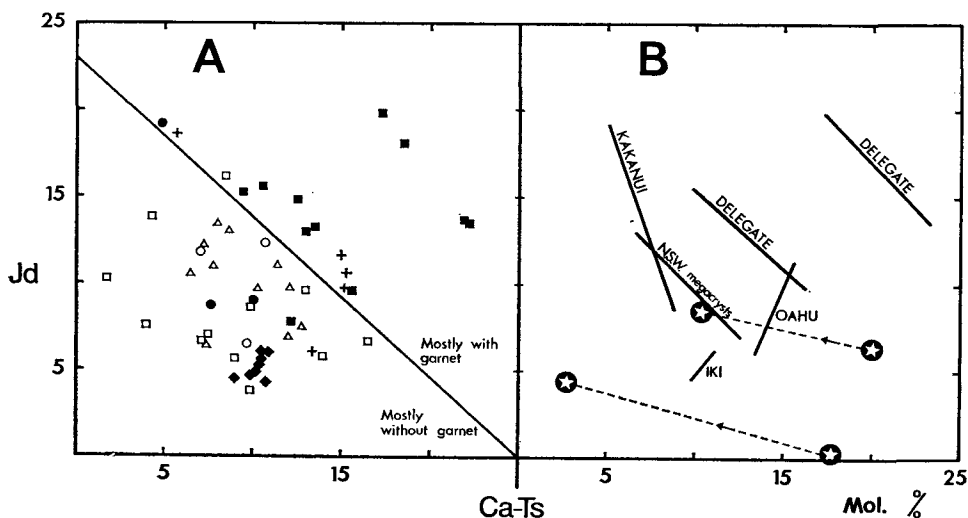 25
A
B
15
Jd
5
Mostly with
garnet
Mostly
without garnet
5
15
Ca-Ts
KAKANUI
DELEGATE
DELEGATE
NSW megacrysts
OAHU
IKI
5
15
25
Mol. %